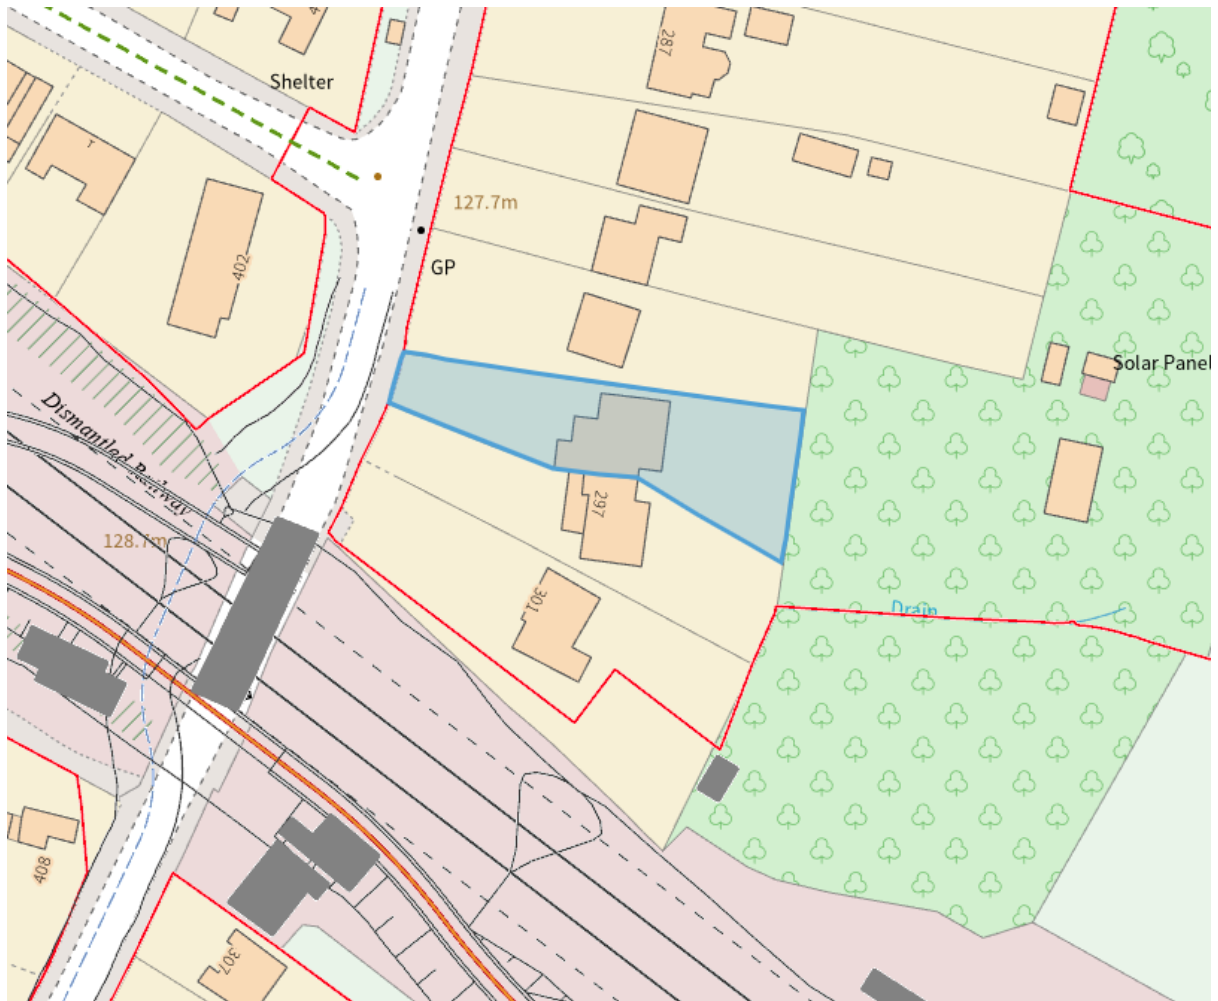 287
Shelter
127.7m
402
GP
Solar Panel
Dismantled Railway
297
128.7m
301
Drain
408
307